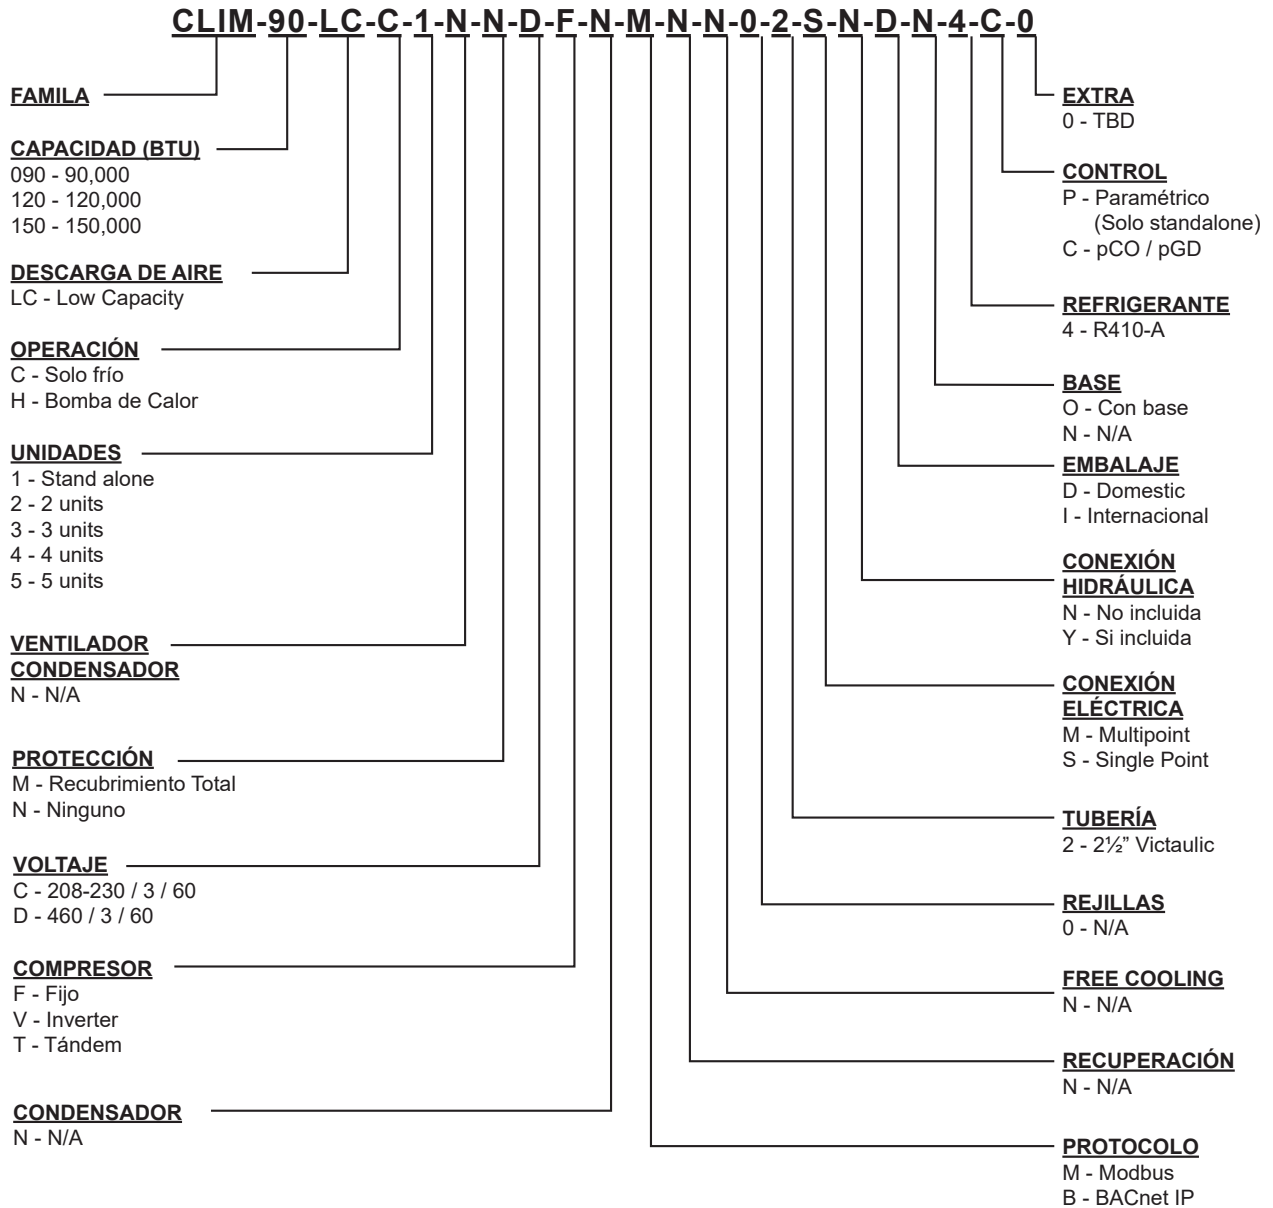 CLIM-90-LC-C-1-N-N-D-F-N-M-N-N-0-2-S-N-D-N-4-C-0
FAMILA
CAPACIDAD (BTU)
090 - 90,000
120 - 120,000
150 - 150,000
DESCARGA DE AIRE
LC - Low Capacity
OPERACIÓN
C - Solo frío
H - Bomba de Calor
UNIDADES
1 - Stand alone
2 - 2 units
3 - 3 units
4 - 4 units
5 - 5 units
VENTILADOR
CONDENSADOR
N - N/A
PROTECCIÓN
M - Recubrimiento Total
N - Ninguno
VOLTAJE
C - 208-230 / 3 / 60
D - 460 / 3 / 60
COMPRESOR
F - Fijo
V - Inverter
T - Tándem
CONDENSADOR
N - N/A
EXTRA
0 - TBD
CONTROL
P - Paramétrico
(Solo standalone)
C - pCO / pGD
REFRIGERANTE
4 - R410-A
BASE
O - Con base
N - N/A
EMBALAJE
D - Domestic
I - Internacional
CONEXIÓN
HIDRÁULICA
N - No incluida
Y - Si incluida
CONEXIÓN
ELÉCTRICA
M - Multipoint
S - Single Point
TUBERÍA
2 - 2½” Victaulic
REJILLAS
0 - N/A
FREE COOLING
N - N/A
RECUPERACIÓN
N - N/A
PROTOCOLO
M - Modbus
B - BACnet IP